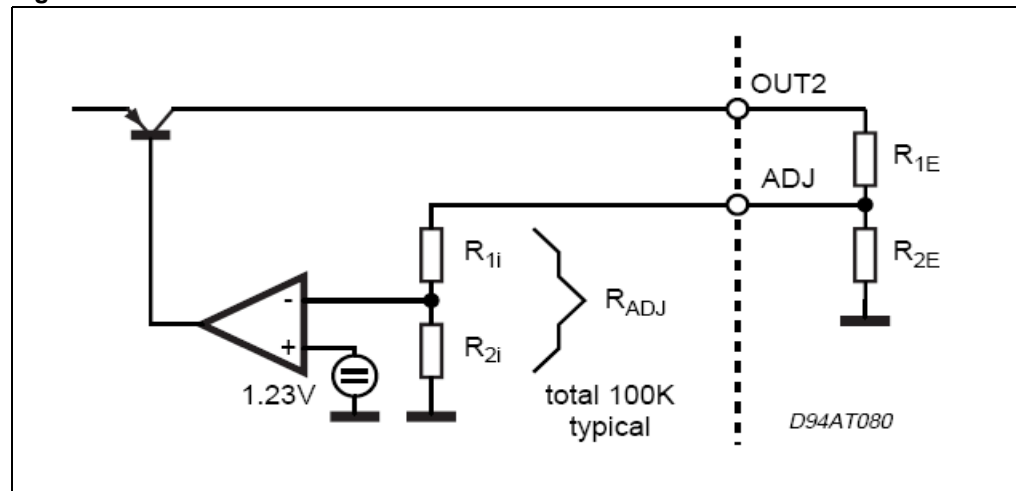 OUT2
R1E
ADJ
R1i
R2E
RADJ
-
+
R2i
1.23V
total 100K
typical
D94AT080